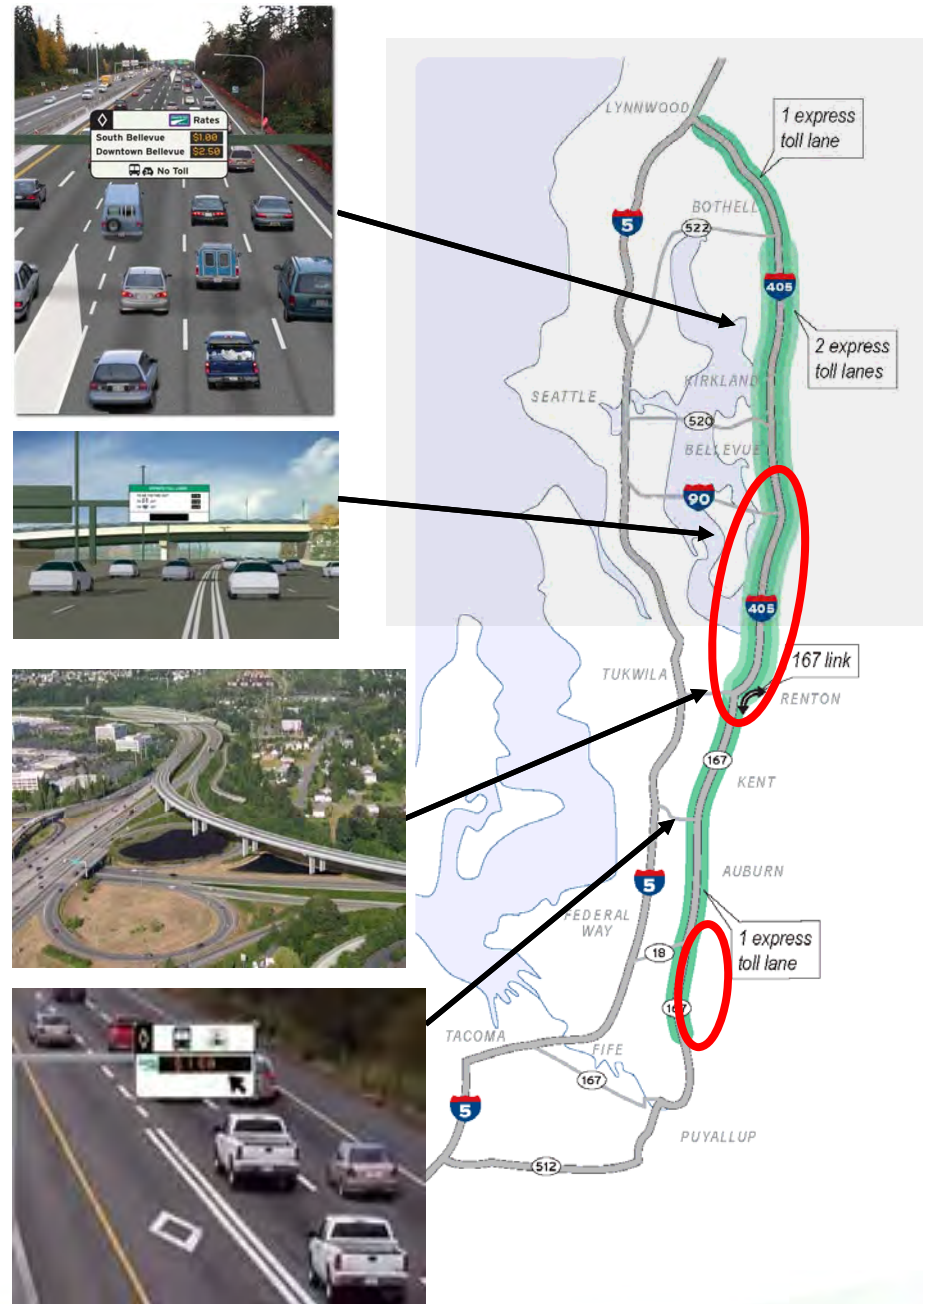 Rates
South Bellevue $1.00
Downtown Bellevue $2.50
No Toll
LYNNWOOD
1 express
toll lane
BOTHELL
5
522
405
2 express
toll lanes
KIRKLAND
SEATTLE
520
BELLEVUE
90
405
167 link
TUKWILA
RENTON
167
KENT
AUBURN
5
FEDERAL
WAY
1 express
toll lane
18
167
TACOMA
FIFE
167
5
PUYALLUP
512